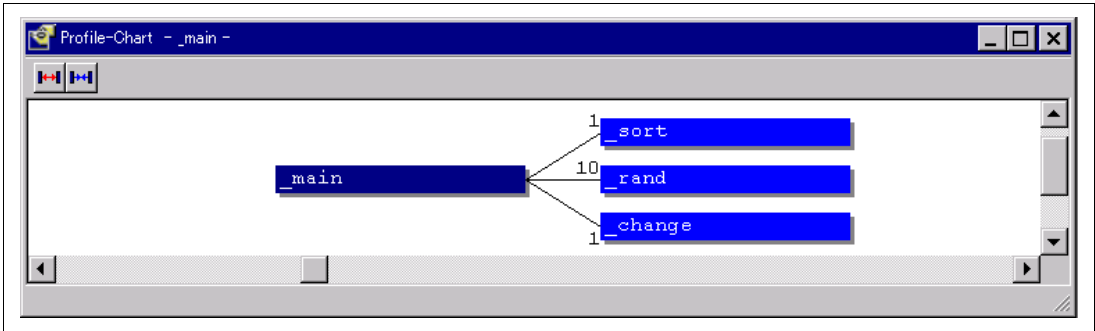 Profile-Chart - _main -
1
_sort
_main
10
_rand
_change
1